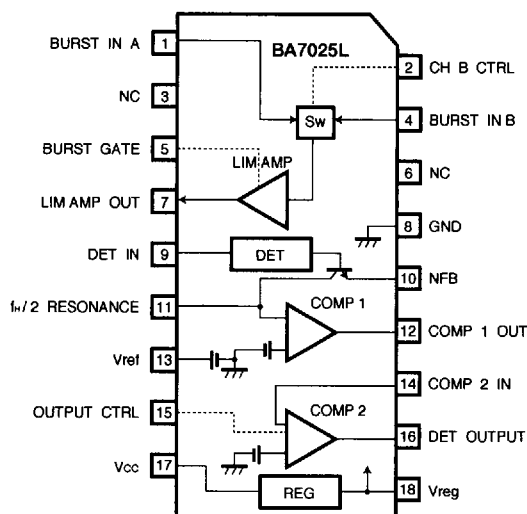 BA7025L
BURST IN A
1
2
CH B CTRL
NC
3
Sw
4
BURST IN B
BURST GATE
5
LIM AMP
6
NC
LIM AMP OUT
7
8
GND
DET IN
9
DET
10
NFB
fH/2 RESONANCE
11
COMP 1
12
COMP 1 OUT
Vref
13
14
COMP 2 IN
OUTPUT CTRL
15
COMP 2
16
DET OUTPUT
Vcc
17
REG
18
Vreg